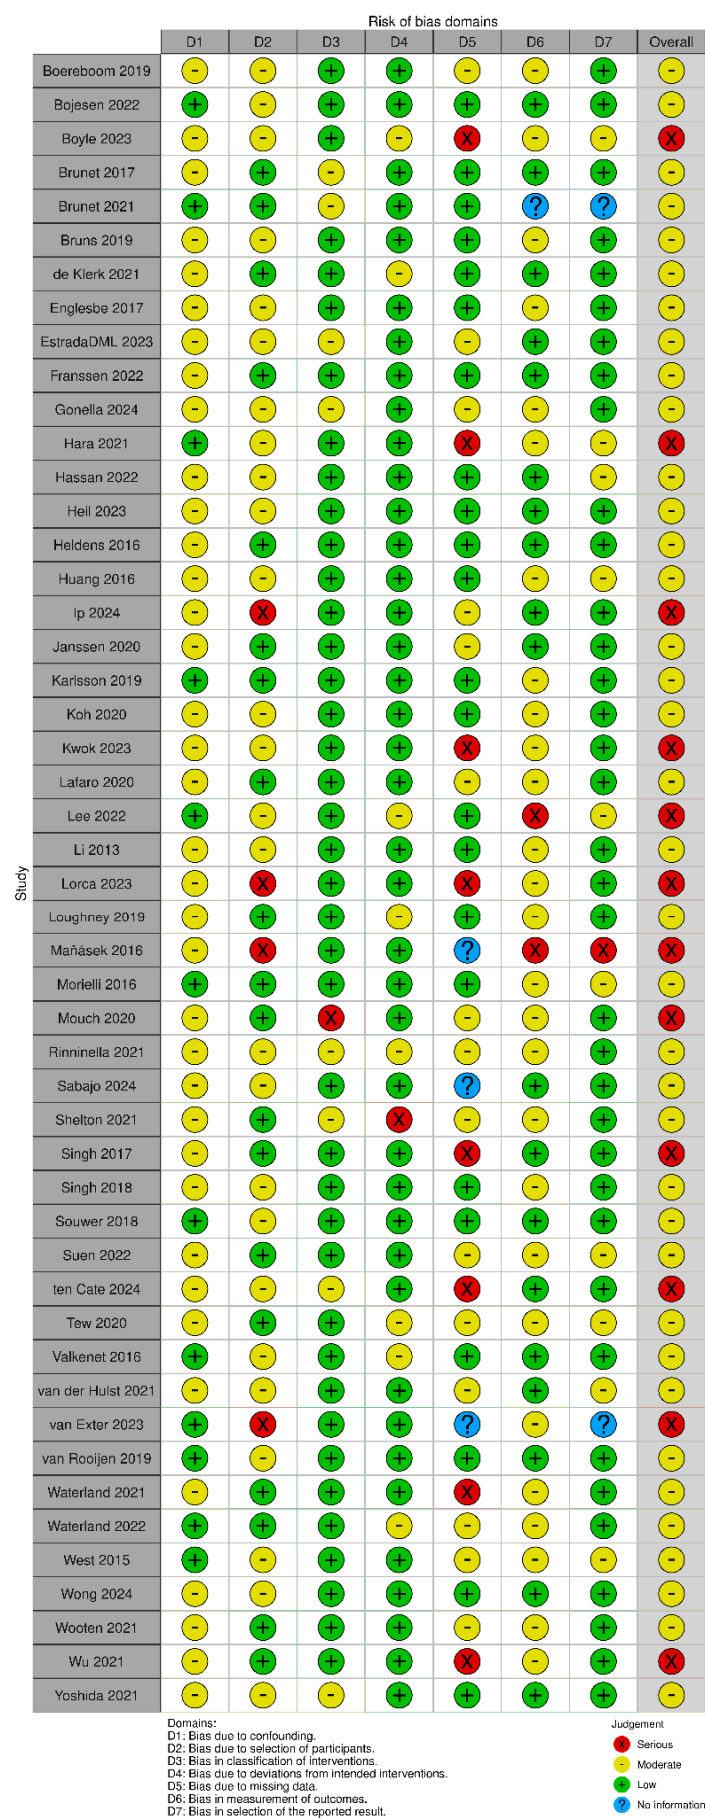 Risk of bias domains
D1 D2 D3 D4 D5 D6 D7 Overall
Study
Boereboom 2019 - - + + - - + -
Bojesen 2022 + - + + + + + -
Boyle 2023 - - + - X - - X
Brunet 2017 - + - + + + + -
Brunet 2021 + + - + + ? ? -
Bruns 2019 - - + + + - + -
de Klerk 2021 - + + - + + + -
Englesbe 2017 - - + + + - + -
EstradaDML 2023 - - - + - + + -
Franssen 2022 - + + + + + + -
Gonella 2024 - - - + - - + -
Hara 2021 + - + + X - - X
Hassan 2022 - - + + + + - -
Heil 2023 - - + + + + + -
Heldens 2016 - + + + + + + -
Huang 2016 - - + + + - - -
Ip 2024 - X + + - + + X
Janssen 2020 - + + + - + + -
Karlsson 2019 + + + + + - + -
Koh 2020 - - + + + - + -
Kwok 2023 - - + + X - + X
Lafaro 2020 - + + + - - + -
Lee 2022 + - + - + X - X
Li 2013 - - + + + - + -
Lorca 2023 - X + + X - + X
Loughney 2019 - + + - + - + -
Maňásek 2016 - X + + ? X X X
Morielli 2016 + + + + + - - -
Mouch 2020 - + X + - - + X
Rinninella 2021 - - - - - - + -
Sabajo 2024 - - + + ? + + -
Shelton 2021 - + - X - - + -
Singh 2017 - + + + X + + X
Singh 2018 - - + + + - + -
Souwer 2018 + - + + + + + -
Suen 2022 - + + + - - - -
ten Cate 2024 - - - + X + + X
Tew 2020 - + + - - - - -
Valkenet 2016 + - + - + + + -
van der Hulst 2021 - - + + - + - -
van Exter 2023 + X + + ? - ? X
van Rooijen 2019 + - + + + + + -
Waterland 2021 - + + + X - + -
Waterland 2022 + + + - - - + -
West 2015 + - + + - - - -
Wong 2024 - - + + + + + -
Wooten 2021 - + + + - - + -
Wu 2021 - + + + X - + X
Yoshida 2021 - - - + + + + -
Domains:
D1: Bias due to confounding.
D2: Bias due to selection of participants.
D3: Bias in classification of interventions.
D4: Bias due to deviations from intended interventions.
D5: Bias due to missing data.
D6: Bias in measurement of outcomes.
D7: Bias in selection of the reported result.
Judgement
X Serious
- Moderate
+ Low
? No information